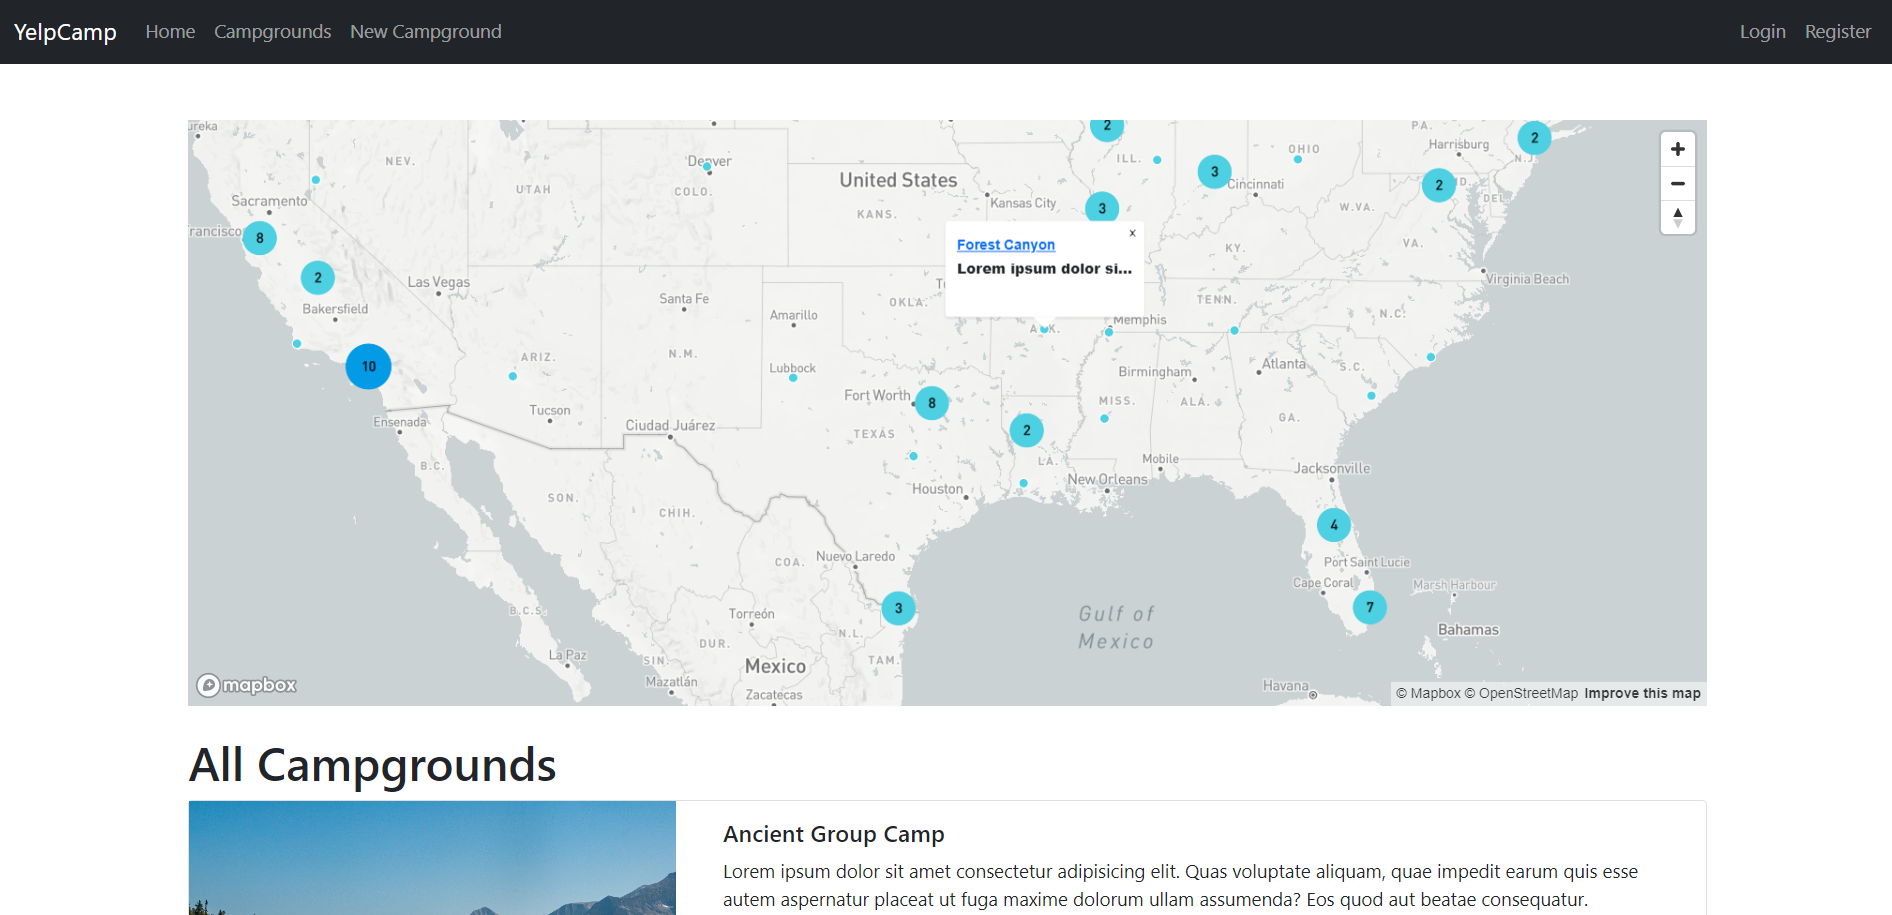 YelpCamp Home Campgrounds New Campground Login Register
ureka
NEV.
UTAH
Denver
COLO.
United States
KANS.
Kansas City
ILL.
2
3
Cincinnati
OHIO
PA.
Harrisburg
N.J.
2
2
D.
DEL.
W.VA.
VA.
KY.
3
Sacramento
rancisco
8
2
Bakersfield
Las Vegas
Santa Fe
Amarillo
OKLA.
Forest Canyon
x
Lorem ipsum dolor si...
TENN.
Virginia Beach
N.C.
Memphis
10
ARIZ.
N.M.
Lubbock
Fort Worth
8
Birmingham
Atlanta
S.C.
MISS.
ALA.
GA.
Ensenada
Tucson
Ciudad Juárez
TEXAS
2
LA.
Mobile
Jacksonville
New Orleans
Houston
B.C.
SON.
CHIH.
4
Port Saint Lucie
Cape Coral
Marsh Harbour
7
Bahamas
COA.
Nuevo Laredo
3
B.C.S.
Torreón
DUR.
N.L.
Gulf of
Mexico
La Paz
SIN.
Mexico
TAM.
Mazatlán
Zacatecas
Havana
mapbox
© Mapbox © OpenStreetMap Improve this map
All Campgrounds
Ancient Group Camp
Lorem ipsum dolor sit amet consectetur adipisicing elit. Quas voluptate aliquam, quae impedit earum quis esse
autem aspernatur placeat ut fuga maxime dolorum ullam assumenda? Eos quod aut beatae consequatur.